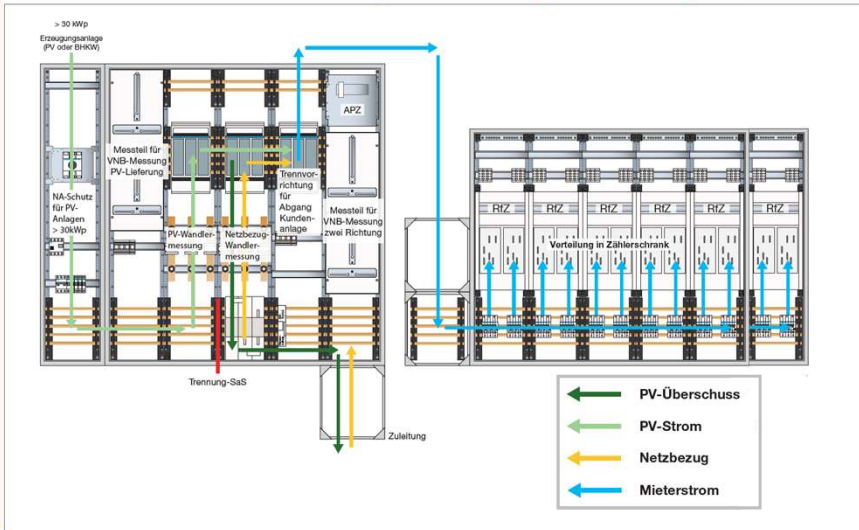 > 30 kWp
Erzeugungsanlage
(PV oder BHKW)
APZ
Messteil für
VNB-Messung
PV-Lieferung
NA-Schutz
für PV-
Anlagen
> 30kWp
PV-Wandler-
messung
Netzbezug-
Wandler-
messung
Trennvor-
richtung
für
Abgang
Kunden-
anlage
Messteil für
VNB-Messung
zwei Richtung
Trennung-SaS
Zuleitung
RfZ RfZ RfZ RfZ RfZ RfZ
Verteilung in Zählerschrank
PV-Überschuss
PV-Strom
Netzbezug
Mieterstrom